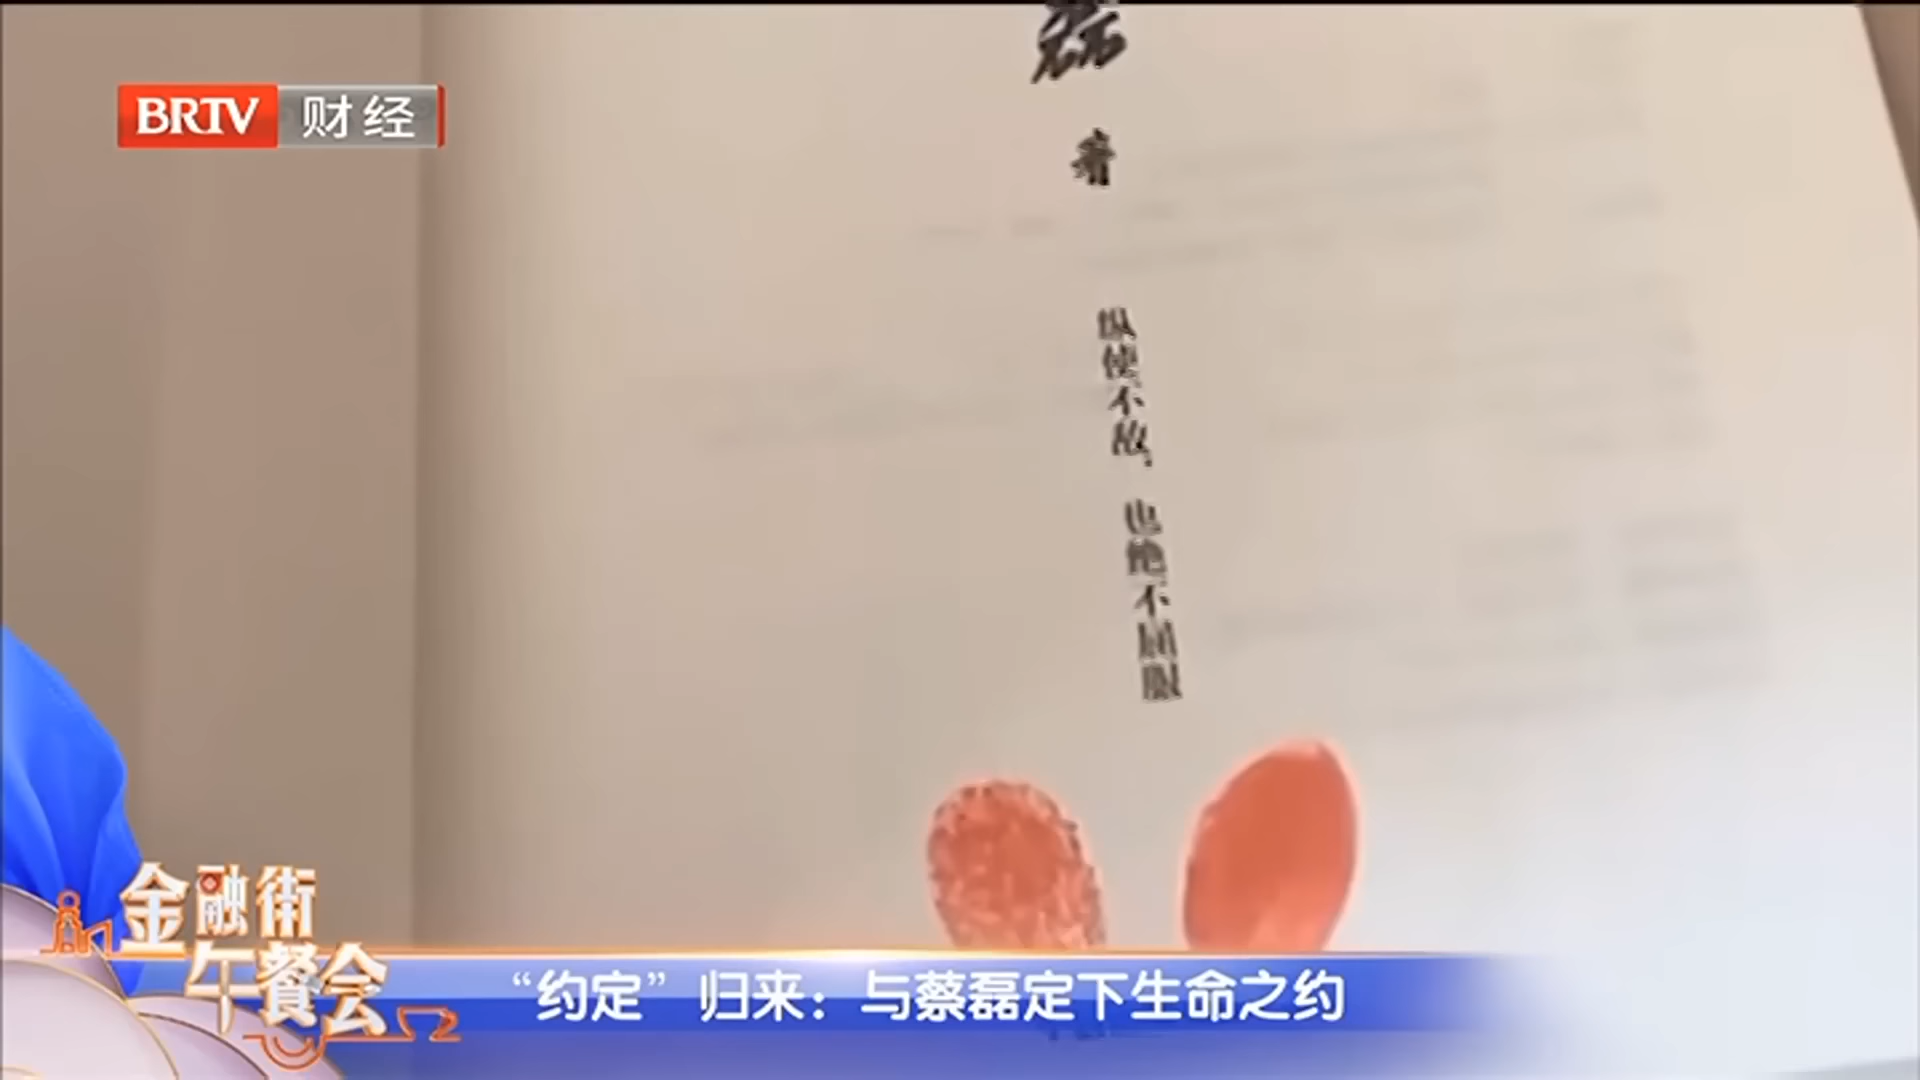 BRTV 财经
著
纵使不敌，也绝不屈服
金融街
午餐会
“约定”归来：与蔡磊定下生命之约